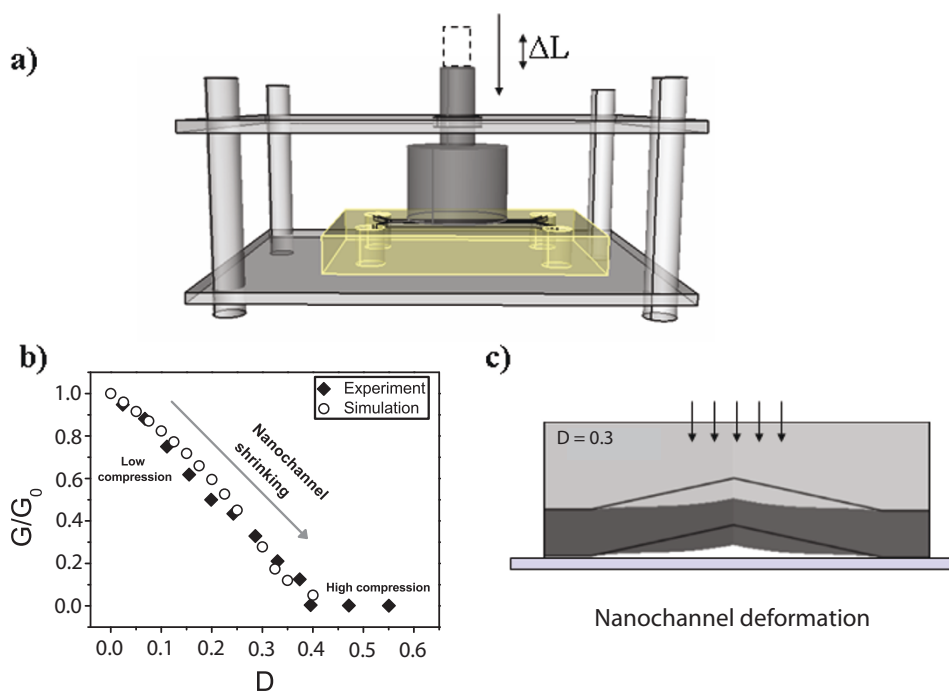 a)
ΔL
b)
c)
1.0
0.8
0.6
0.4
0.2
0.0
G/G0
Experiment
Simulation
Nanochannel
shrinking
Low
compression
High compression
0.0 0.1 0.2 0.3 0.4 0.5 0.6
D
D = 0.3
Nanochannel deformation